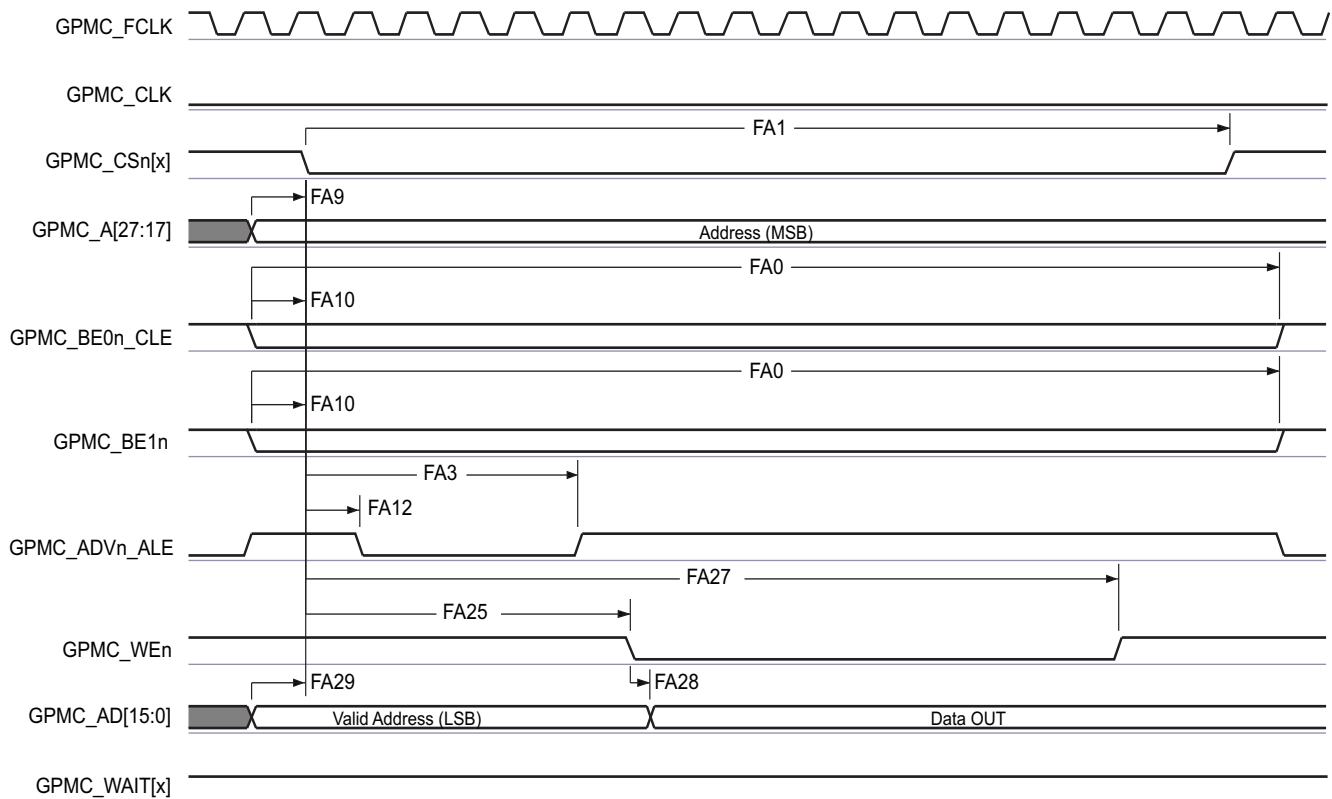 GPMC_FCLK
GPMC_CLK
FA1
GPMC_CSn[x]
FA9
GPMC_A[27:17]
Address (MSB)
FA0
FA10
GPMC_BE0n_CLE
FA0
FA10
GPMC_BE1n
FA3
FA12
GPMC_ADVn_ALE
FA27
FA25
GPMC_WEn
FA29
FA28
GPMC_AD[15:0]
Valid Address (LSB)
Data OUT
GPMC_WAIT[x]